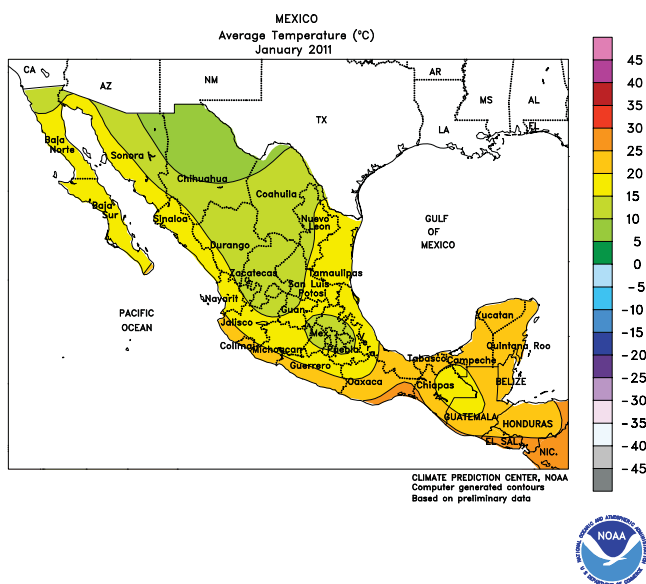 MEXICO
Average Temperature (°C)
January 2011
CA
AZ
NM
TX
AR
LA
MS
AL
FL
Baja
Norte
Baja
Sur
Sonora
Chihuahua
Coahuila
Sinaloa
Durango
Nuevo
Leon
Zacatecas
San Luis
Potosi
Tamaulipas
Nayarit
Jalisco
Guan.
Colima
Michoacan
Mex.
Puebla
Vera.
Guerrero
Oaxaca
Tabasco
Chiapas
Campeche
Yucatan
Quintana Roo
BELIZE
GUATEMALA
HONDURAS
EL SAL.
NIC.
GULF
OF
MEXICO
PACIFIC
OCEAN
45
40
35
30
25
20
15
10
5
0
-5
-10
-15
-20
-25
-30
-35
-40
-45
CLIMATE PREDICTION CENTER, NOAA
Computer generated contours
Based on preliminary data
NOAA